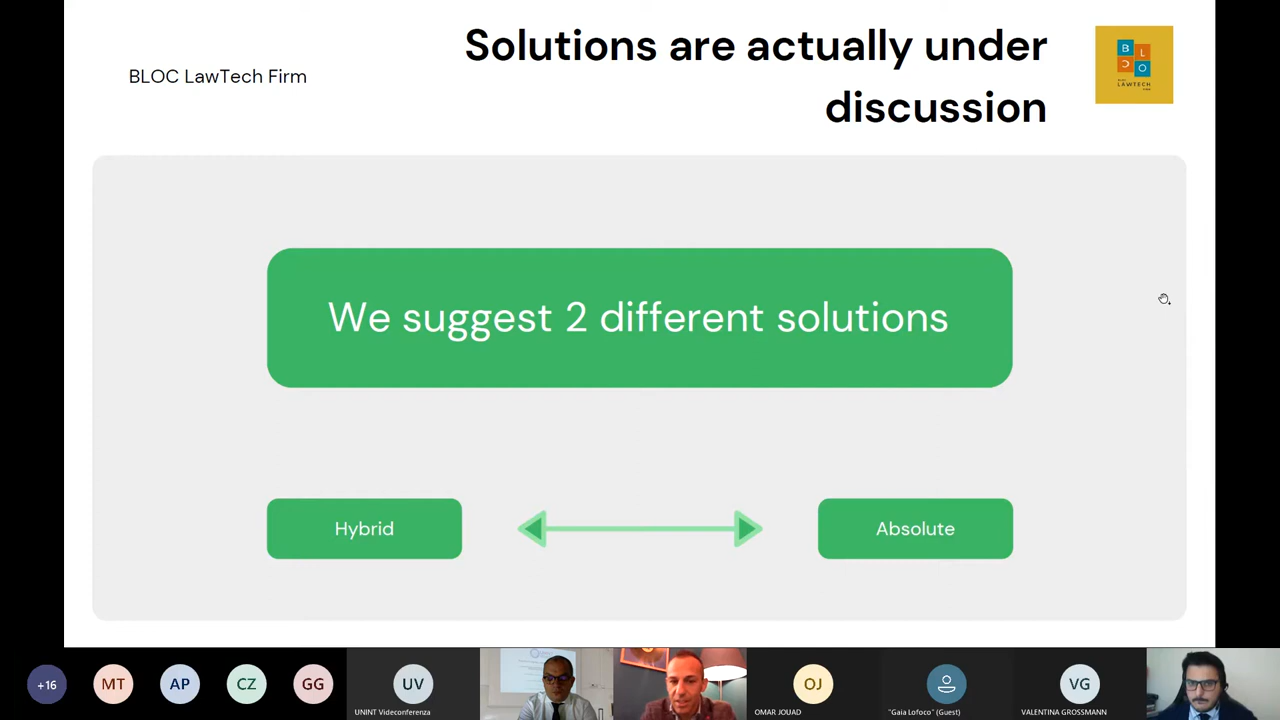 BLOC LawTech Firm
Solutions are actually under
discussion
B
L
C
O
LAWTECH
We suggest 2 different solutions
Hybrid
Absolute
+16
MT
AP
CZ
GG
UV
UNINT Videconferenza
OJ
OMAR JOUAD
"Gaia Lofoco" (Guest)
VG
VALENTINA GROSSMANN